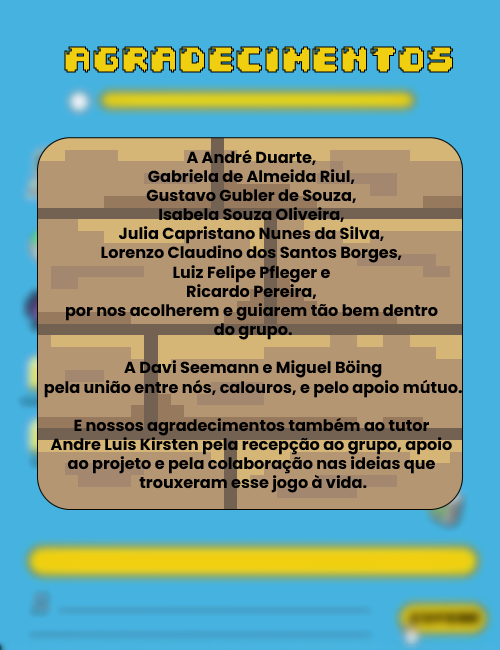 AGRADECIMENTOS
A André Duarte,
Gabriela de Almeida Riul,
Gustavo Gubler de Souza,
Isabela Souza Oliveira,
Julia Capristano Nunes da Silva,
Lorenzo Claudino dos Santos Borges,
Luiz Felipe Pfleger e
Ricardo Pereira,
por nos acolherem e guiarem tão bem dentro
do grupo.
A Davi Seemann e Miguel Böing
pela união entre nós, calouros, e pelo apoio mútuo.
E nossos agradecimentos também ao tutor
Andre Luis Kirsten pela recepção ao grupo, apoio
ao projeto e pela colaboração nas ideias que
trouxeram esse jogo à vida.